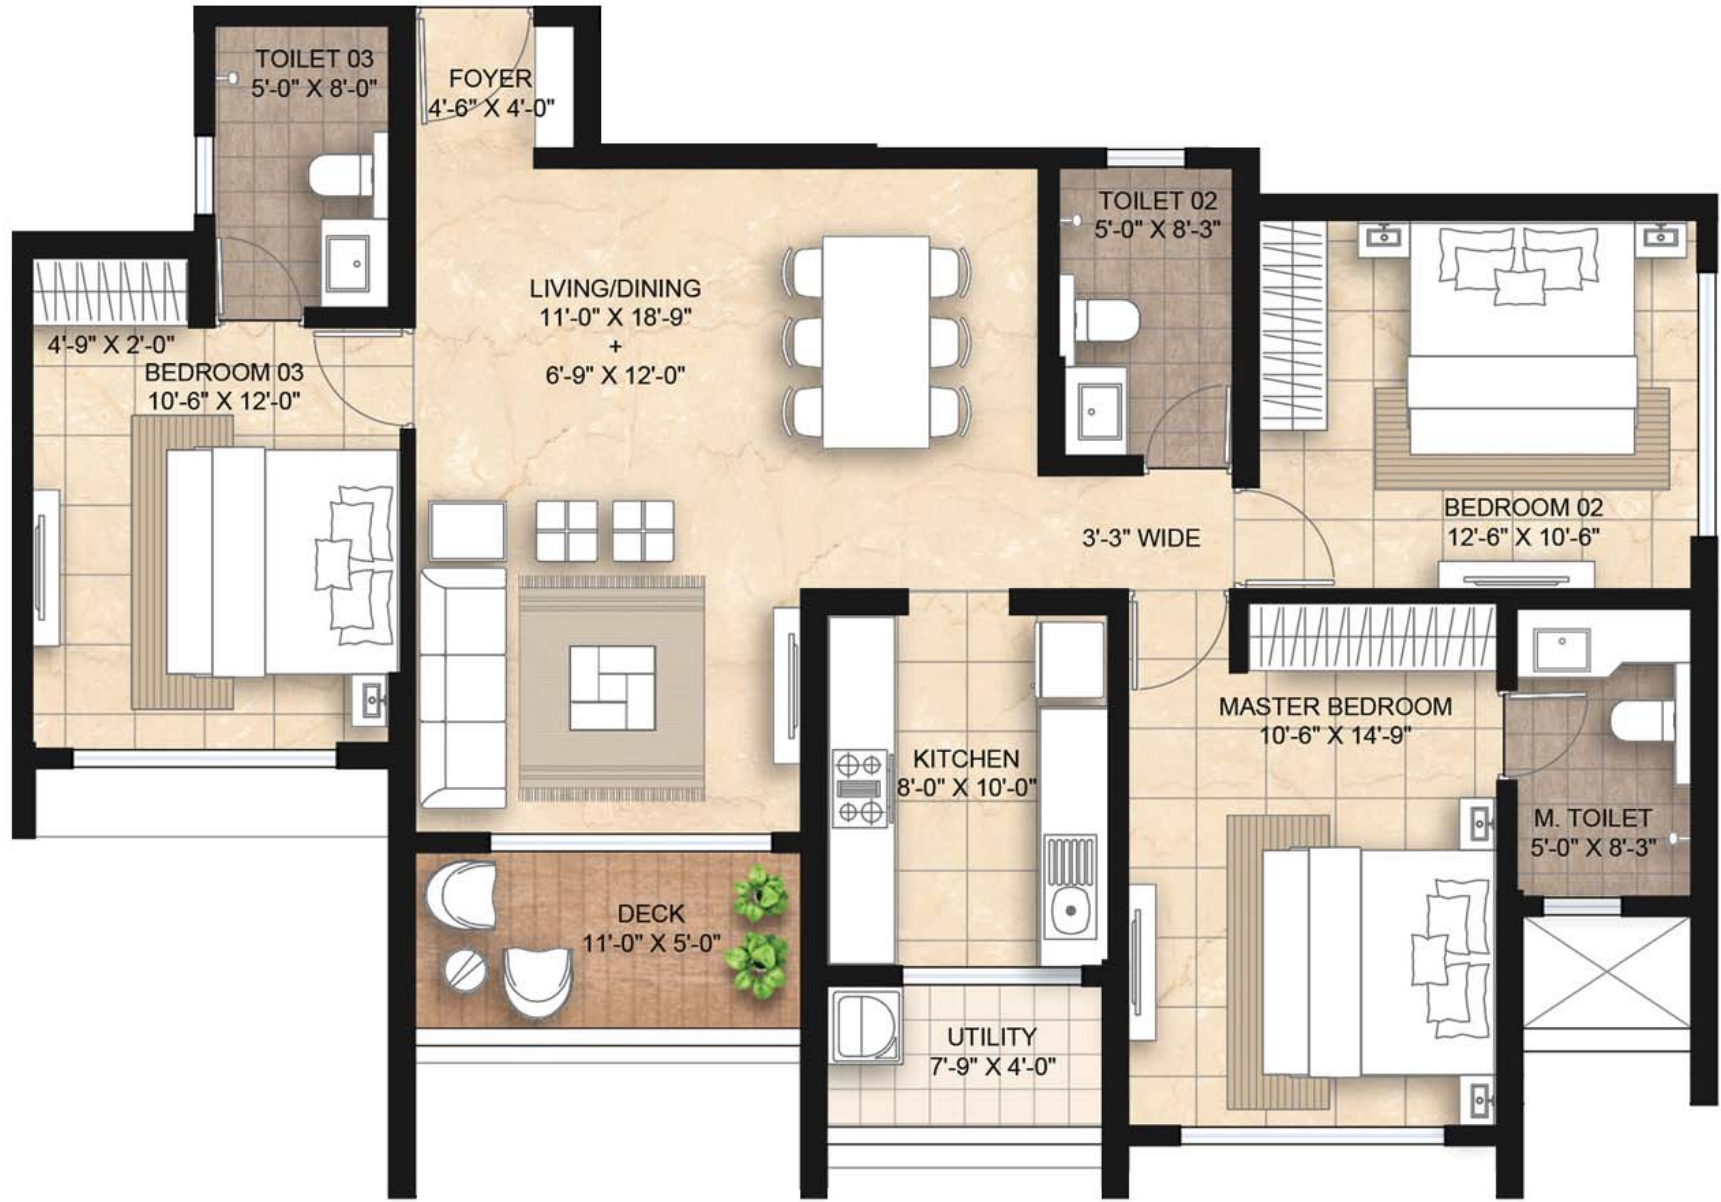 TOILET 03
5'-0" X 8'-0"
FOYER
4'-6" X 4'-0"
TOILET 02
5'-0" X 8'-3"
LIVING/DINING
11'-0" X 18'-9"
+
6'-9" X 12'-0"
4'-9" X 2'-0"
BEDROOM 03
10'-6" X 12'-0"
BEDROOM 02
12'-6" X 10'-6"
3'-3" WIDE
MASTER BEDROOM
10'-6" X 14'-9"
KITCHEN
8'-0" X 10'-0"
M. TOILET
5'-0" X 8'-3"
DECK
11'-0" X 5'-0"
UTILITY
7'-9" X 4'-0"